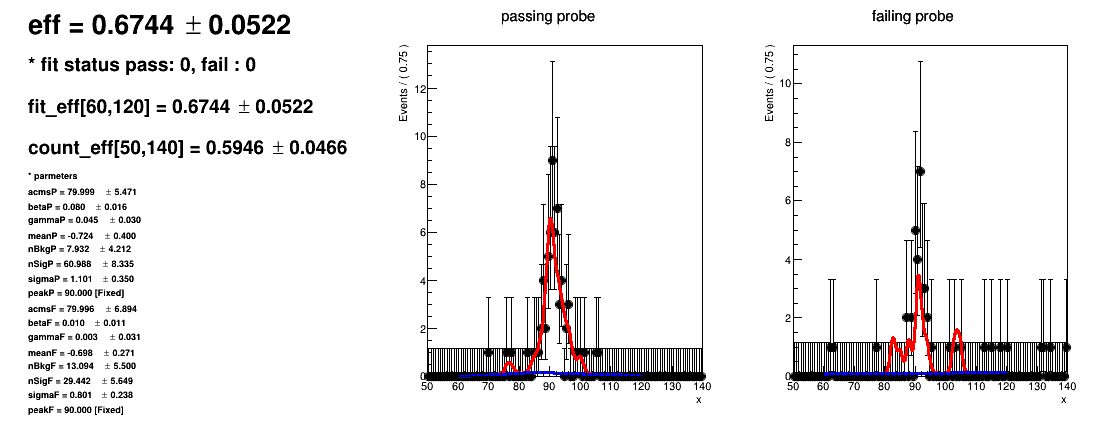 eff = 0.6744 ± 0.0522
* fit status pass: 0, fail : 0
fit_eff[60,120] = 0.6744 ± 0.0522
count_eff[50,140] = 0.5946 ± 0.0466
* parmeters
acmsP = 79.999 ± 5.471
betaP = 0.080 ± 0.016
gammaP = 0.045 ± 0.030
meanP = -0.724 ± 0.400
nBkgP = 7.932 ± 4.212
nSigP = 60.988 ± 8.335
sigmaP = 1.101 ± 0.350
peakP = 90.000 [Fixed]
acmsF = 79.996 ± 6.894
betaF = 0.010 ± 0.011
gammaF = 0.003 ± 0.031
meanF = -0.698 ± 0.271
nBkgF = 13.094 ± 5.500
nSigF = 29.442 ± 5.649
sigmaF = 0.801 ± 0.238
peakF = 90.000 [Fixed]
passing probe
Events / ( 0.75 )
12
10
8
6
4
2
0
50 60 70 80 90 100 110 120 130 140
x
failing probe
Events / ( 0.75 )
10
8
6
4
2
0
50 60 70 80 90 100 110 120 130 140
x